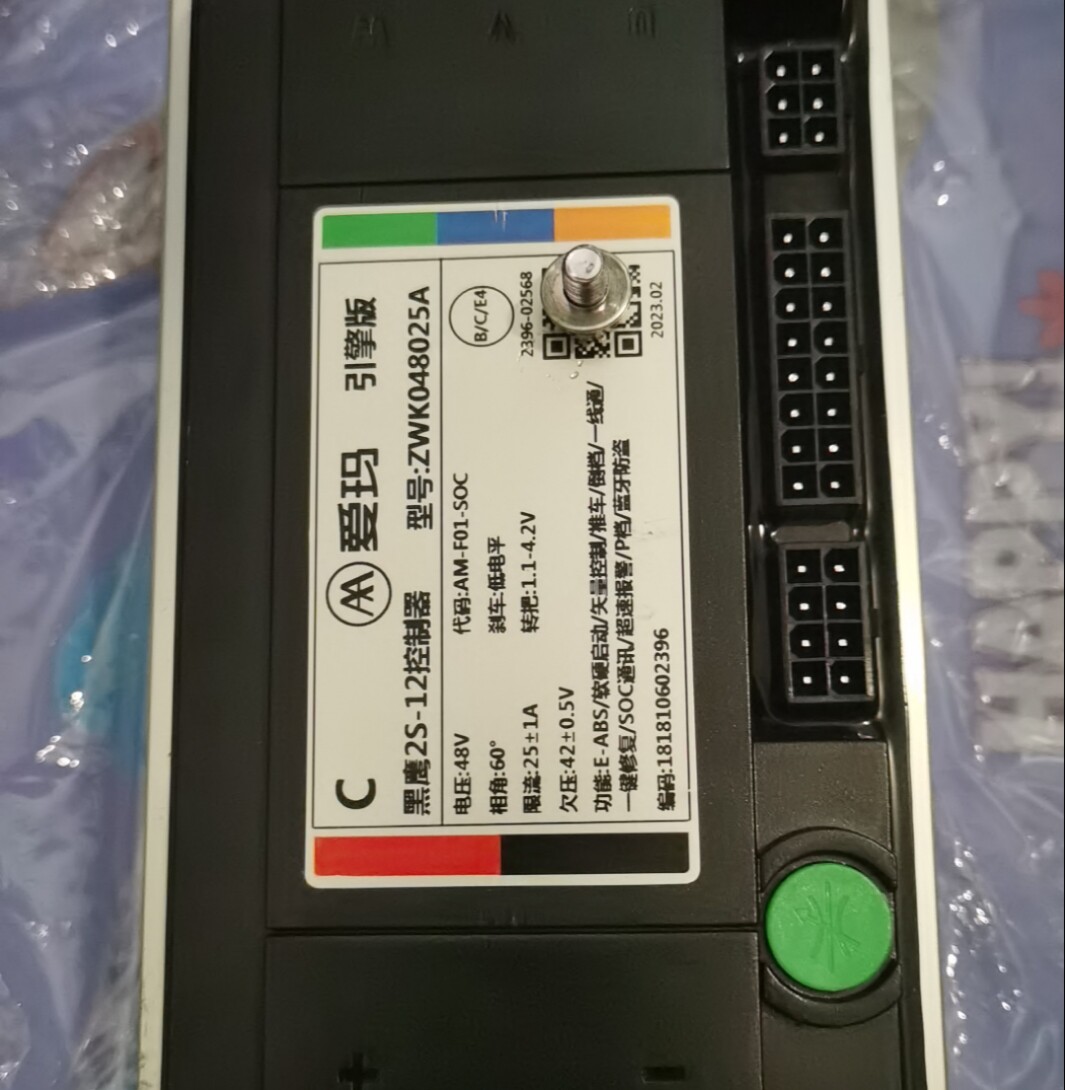 C 爱玛 引擎版
黑鹰2S-12控制器 型号:ZWK048025A
电压:48V 代码:AM-F01-SOC
B/C/E4
相角:60° 刹车:低电平
限流:25±1A 转把:1.1-4.2V
2396-02568
欠压:42±0.5V
功能:E-ABS/软硬启动/矢量控制/推车/倒档/一线通/
一键修复/SOC通讯/超速报警/P档/蓝牙防盗
编码:181810602396
2023.02
+ -
HAPPY